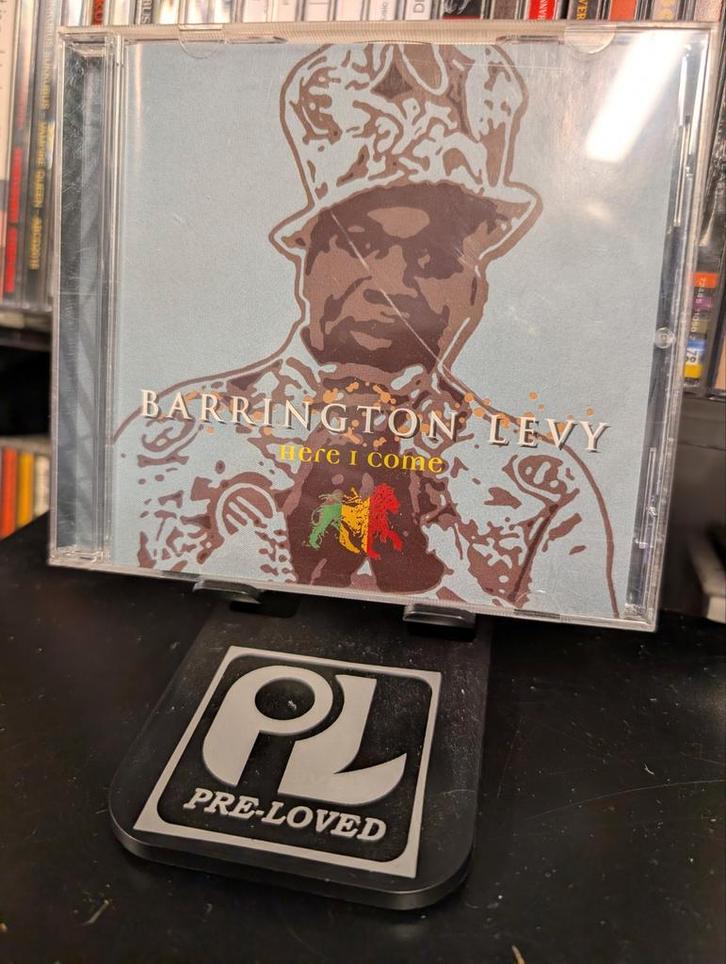 BARRINGTON LEVY
Here I Come
PL
PRE-LOVED